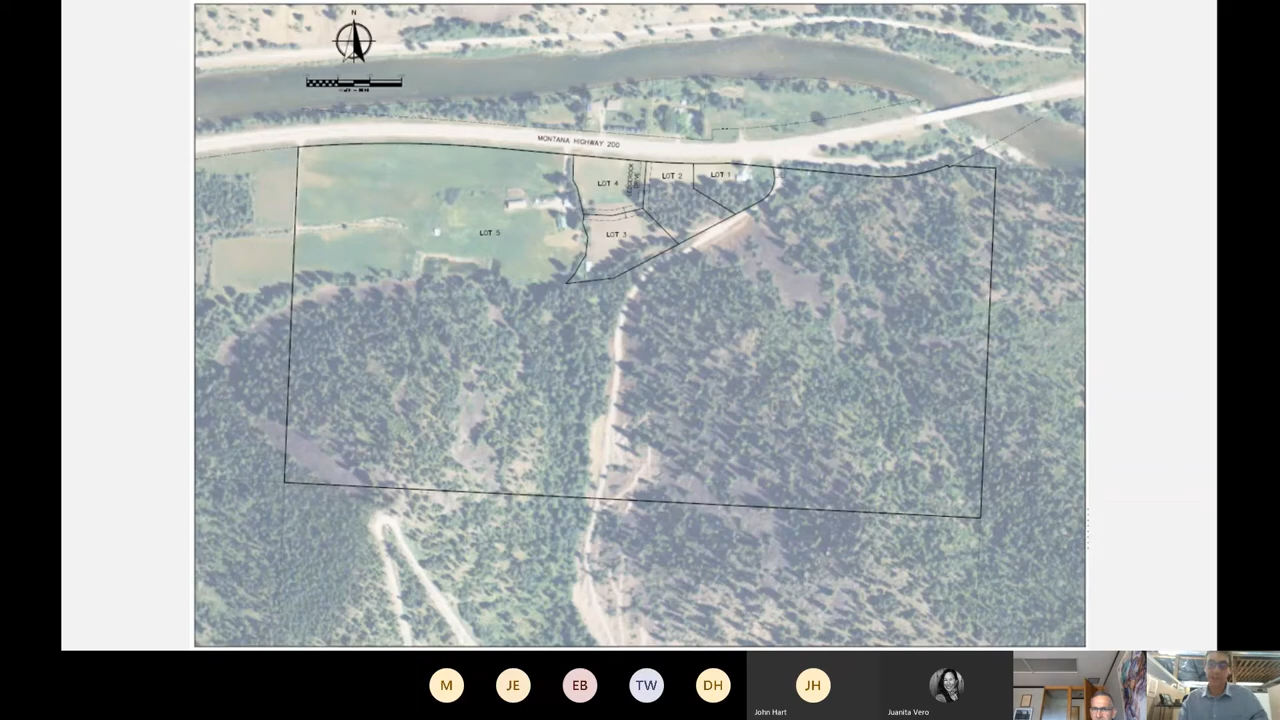 N
MONTANA HIGHWAY 200
LOT 4
LOT 2
LOT 1
LOT 5
LOT 3
M
JE
EB
TW
DH
JH
John Hart
Juanita Vero